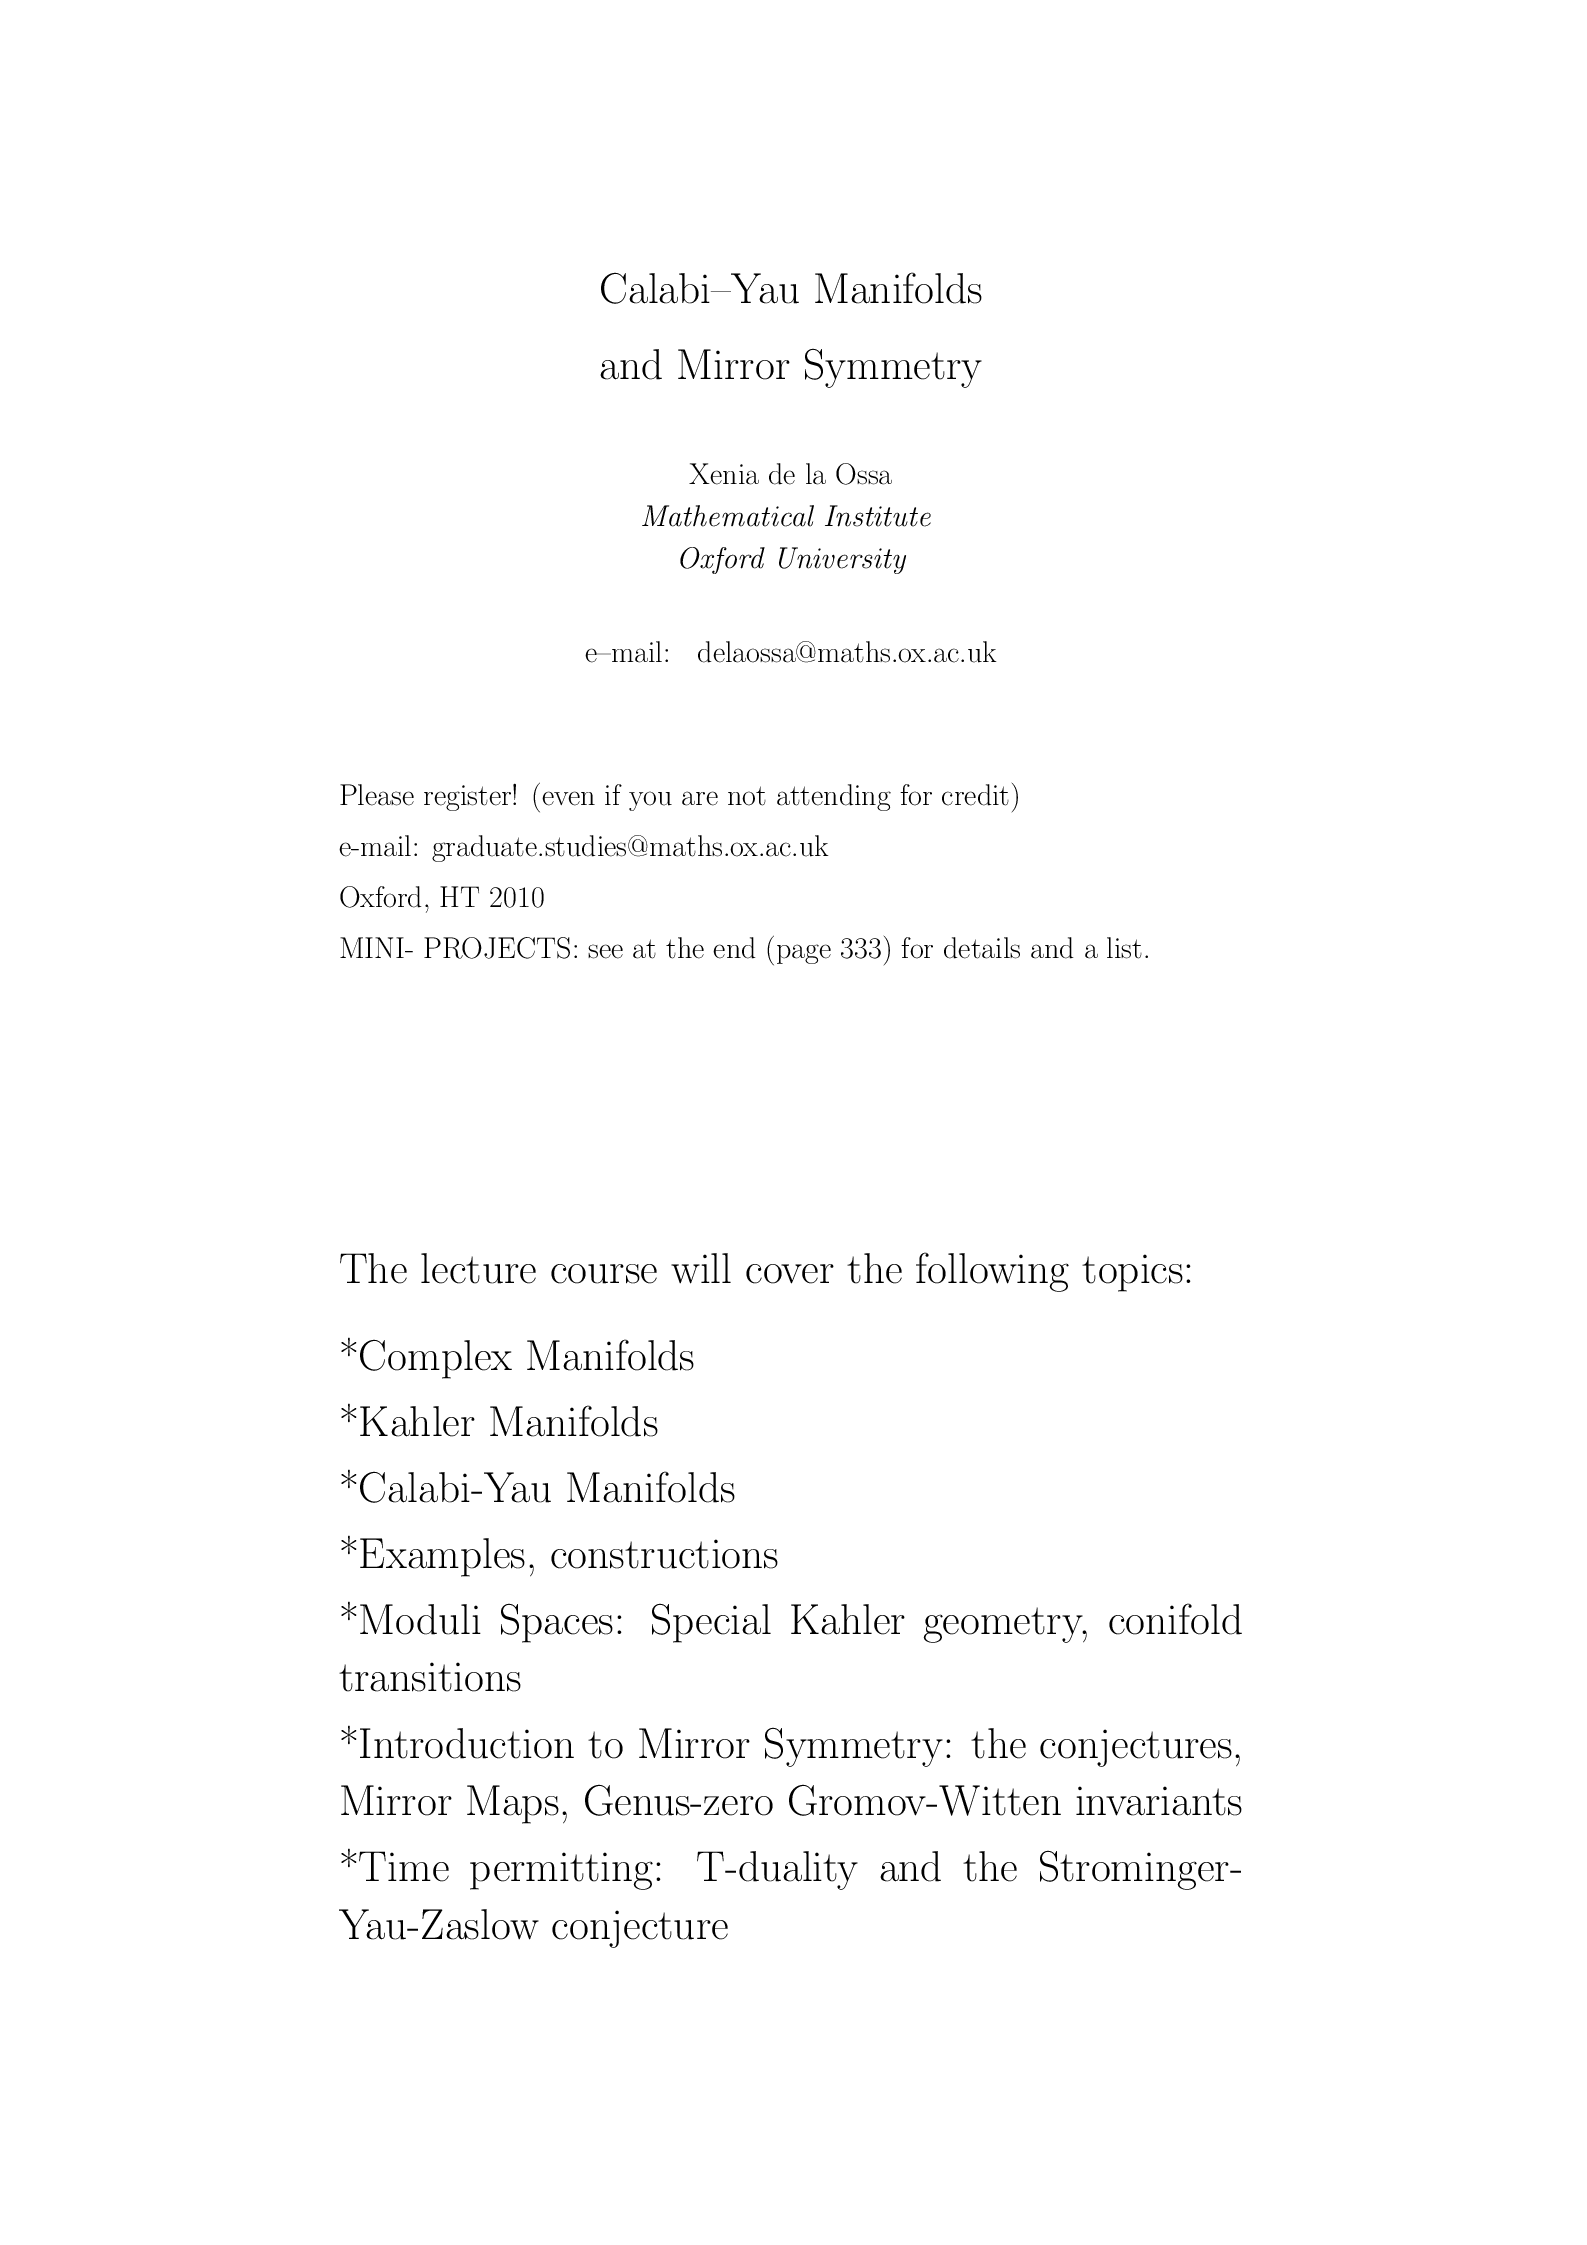 Calabi–Yau Manifolds
and Mirror Symmetry
Xenia de la Ossa
Mathematical Institute
Oxford University
e–mail: delaossa@maths.ox.ac.uk
Please register! (even if you are not attending for credit)
e-mail: graduate.studies@maths.ox.ac.uk
Oxford, HT 2010
MINI- PROJECTS: see at the end (page 333) for details and a list.
The lecture course will cover the following topics:
*Complex Manifolds
*Kahler Manifolds
*Calabi-Yau Manifolds
*Examples, constructions
*Moduli Spaces: Special Kahler geometry, conifold
transitions
*Introduction to Mirror Symmetry: the conjectures,
Mirror Maps, Genus-zero Gromov-Witten invariants
*Time permitting: T-duality and the Strominger-
Yau-Zaslow conjecture